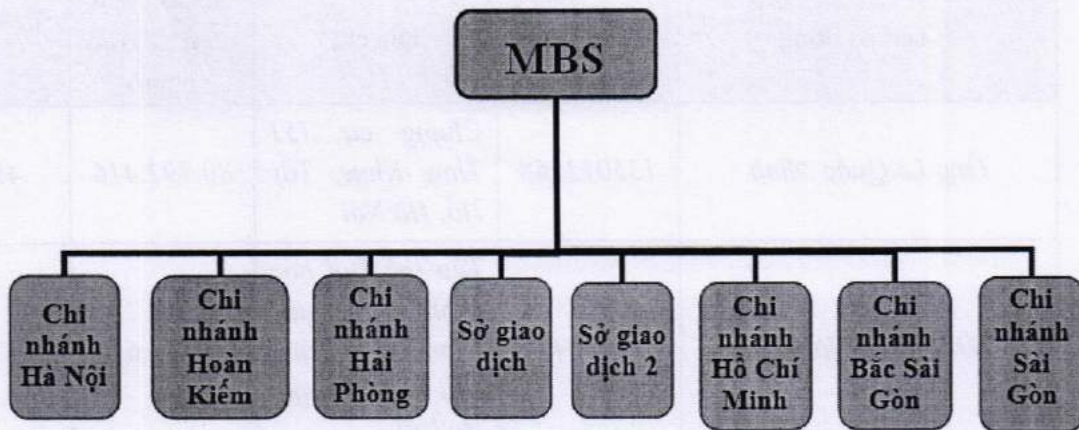 MBS
Chi
nhánh
Hà Nội
Chi
nhánh
Hoàn
Kiếm
Chi
nhánh
Hải
Phòng
Sở giao
dịch
Sở giao
dịch 2
Chi
nhánh
Hồ Chí
Minh
Chi
nhánh
Bắc Sài
Gòn
Chi
nhánh
Sài
Gòn